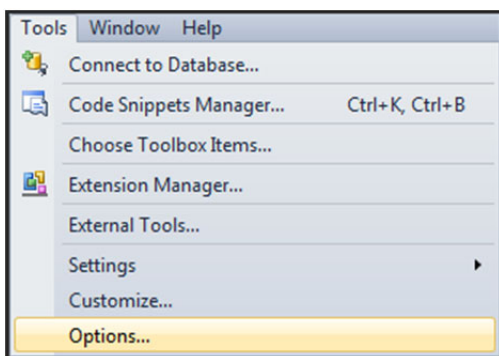 Tools Window Help
Connect to Database...
Code Snippets Manager... Ctrl+K, Ctrl+B
Choose Toolbox Items...
Extension Manager...
External Tools...
Settings
Customize...
Options...